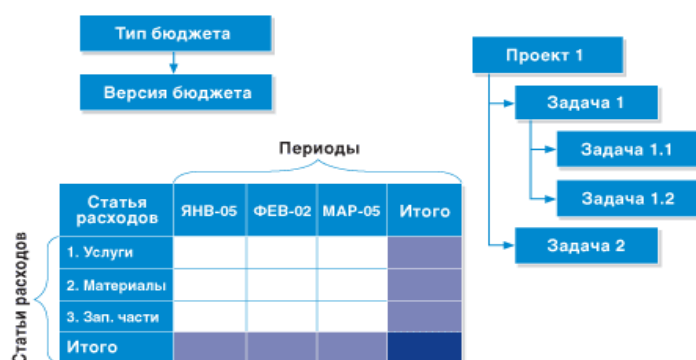 Тип бюджета
Версия бюджета
Проект 1
Задача 1
Задача 1.1
Задача 1.2
Задача 2
Периоды
Статьи расходов
Статья
расходов
ЯНВ-05
ФЕВ-02
МАР-05
Итого
1. Услуги
2. Материалы
3. Зап. части
Итого